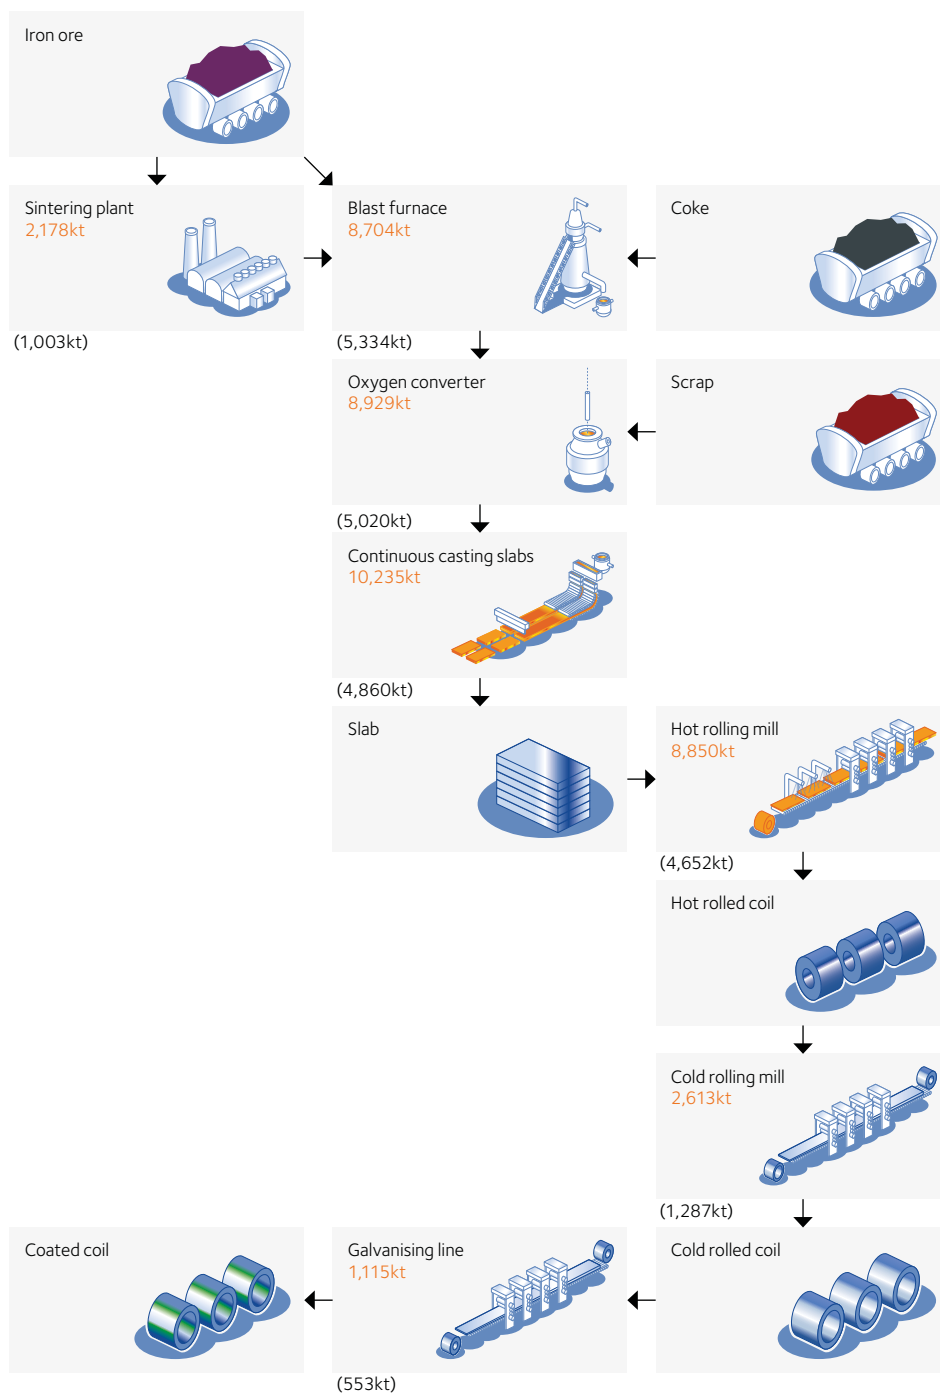 Iron ore
Sintering plant
2,178kt
Blast furnace
8,704kt
Coke
(1,003kt)
(5,334kt)
Oxygen converter
8,929kt
Scrap
(5,020kt)
Continuous casting slabs
10,235kt
(4,860kt)
Slab
Hot rolling mill
8,850kt
(4,652kt)
Hot rolled coil
Cold rolling mill
2,613kt
(1,287kt)
Coated coil
Galvanising line
1,115kt
Cold rolled coil
(553kt)